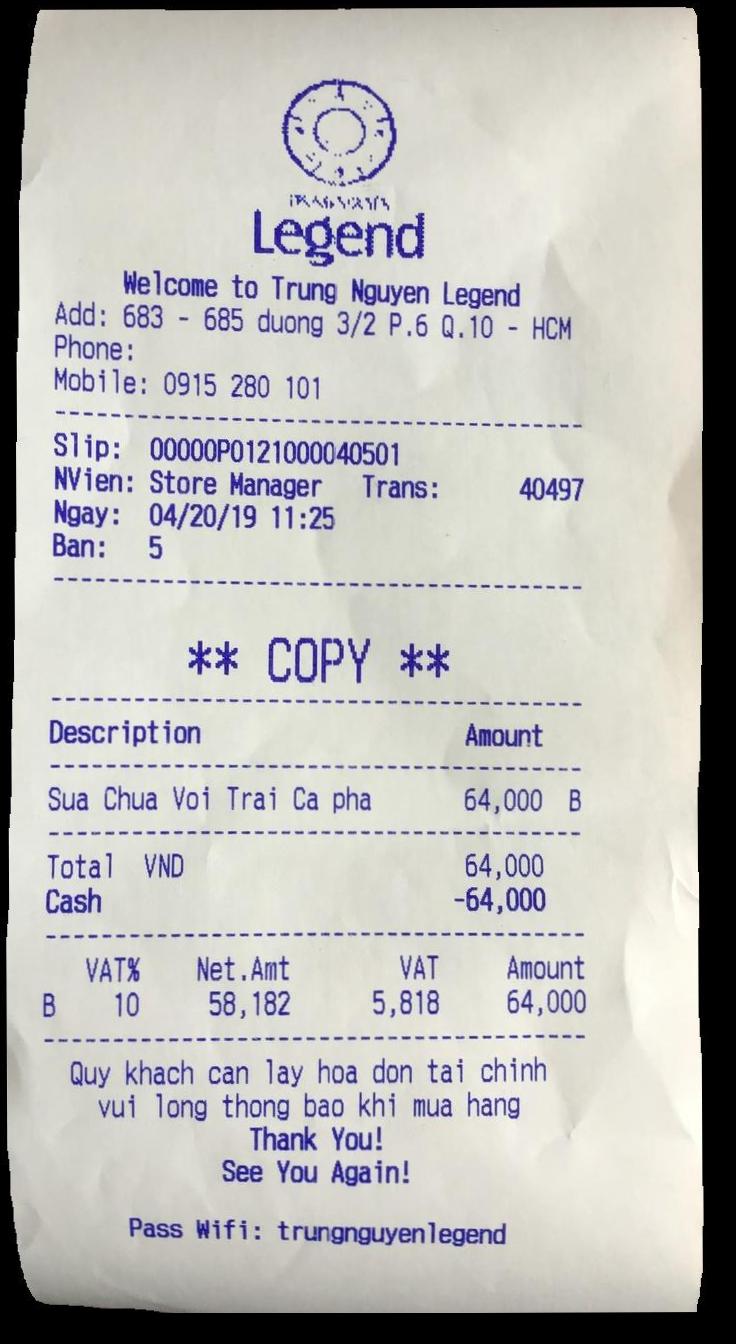 Legend
Welcome to Trung Nguyen Legend
Add: 683 - 685 duong 3/2 P.6 Q.10 - HCM
Phone:
Mobile: 0915 280 101
Slip: 00000P0121000040501
NVien: Store Manager Trans: 40497
Ngay: 04/20/19 11:25
Ban: 5
** COPY **
Description Amount
Sua Chua Voi Trai Ca pha 64,000 B
Total VND 64,000
Cash -64,000
VAT% Net.Amt VAT Amount
B 10 58,182 5,818 64,000
Quy khach can lay hoa don tai chinh
vui long thong bao khi mua hang
Thank You!
See You Again!
Pass Wifi: trungnguyenlegend